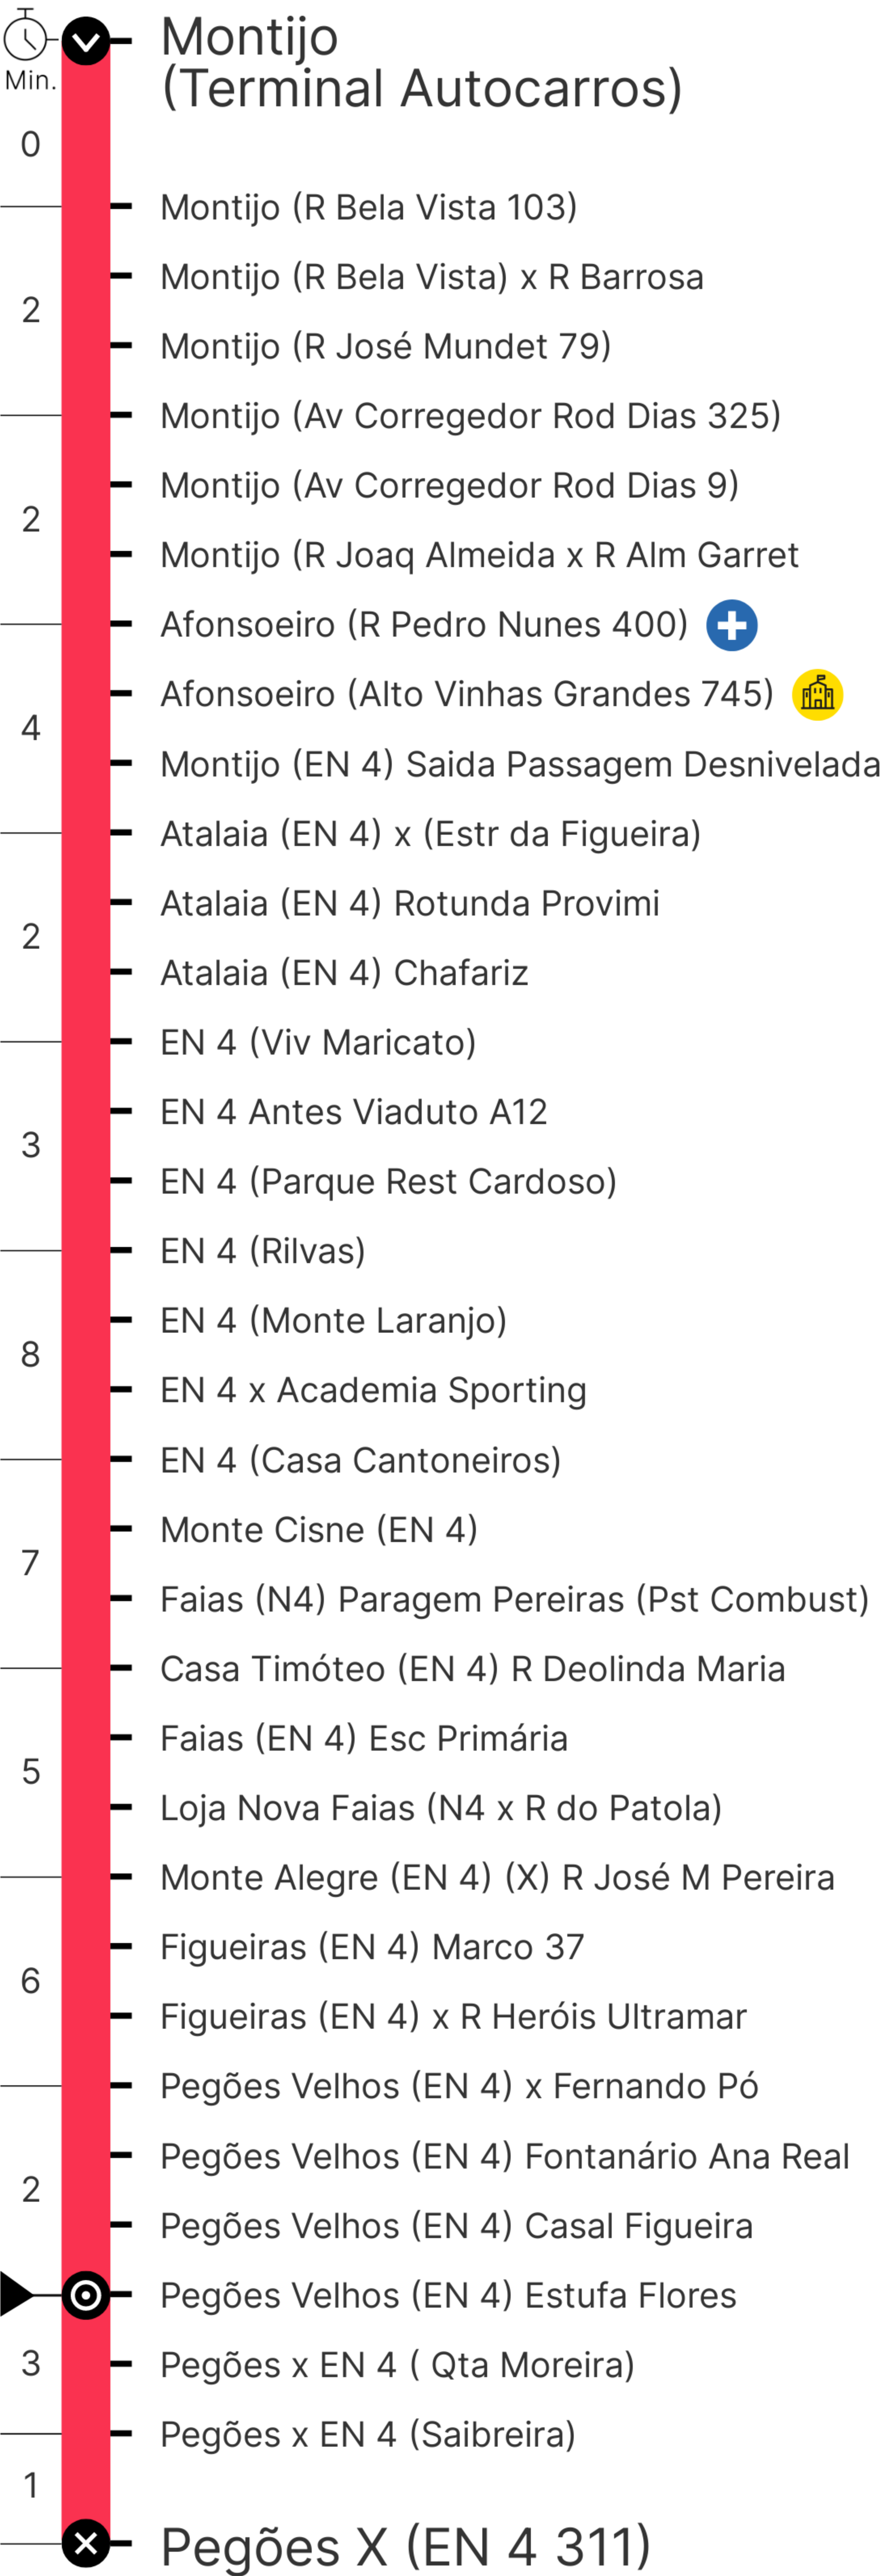 Montijo
(Terminal Autocarros)
Min.
0
Montijo (R Bela Vista 103)
Montijo (R Bela Vista) x R Barrosa
2
Montijo (R José Mundet 79)
Montijo (Av Corregedor Rod Dias 325)
Montijo (Av Corregedor Rod Dias 9)
2
Montijo (R Joaq Almeida x R Alm Garret
Afonsoeiro (R Pedro Nunes 400)
Afonsoeiro (Alto Vinhas Grandes 745)
4
Montijo (EN 4) Saida Passagem Desnivelada
Atalaia (EN 4) x (Estr da Figueira)
Atalaia (EN 4) Rotunda Provimi
2
Atalaia (EN 4) Chafariz
EN 4 (Viv Maricato)
EN 4 Antes Viaduto A12
3
EN 4 (Parque Rest Cardoso)
EN 4 (Rilvas)
EN 4 (Monte Laranjo)
8
EN 4 x Academia Sporting
EN 4 (Casa Cantoneiros)
Monte Cisne (EN 4)
7
Faias (N4) Paragem Pereiras (Pst Combust)
Casa Timóteo (EN 4) R Deolinda Maria
Faias (EN 4) Esc Primária
5
Loja Nova Faias (N4 x R do Patola)
Monte Alegre (EN 4) (X) R José M Pereira
Figueiras (EN 4) Marco 37
6
Figueiras (EN 4) x R Heróis Ultramar
Pegões Velhos (EN 4) x Fernando Pó
Pegões Velhos (EN 4) Fontanário Ana Real
2
Pegões Velhos (EN 4) Casal Figueira
Pegões Velhos (EN 4) Estufa Flores
3
Pegões x EN 4 ( Qta Moreira)
Pegões x EN 4 (Saibreira)
1
Pegões X (EN 4 311)